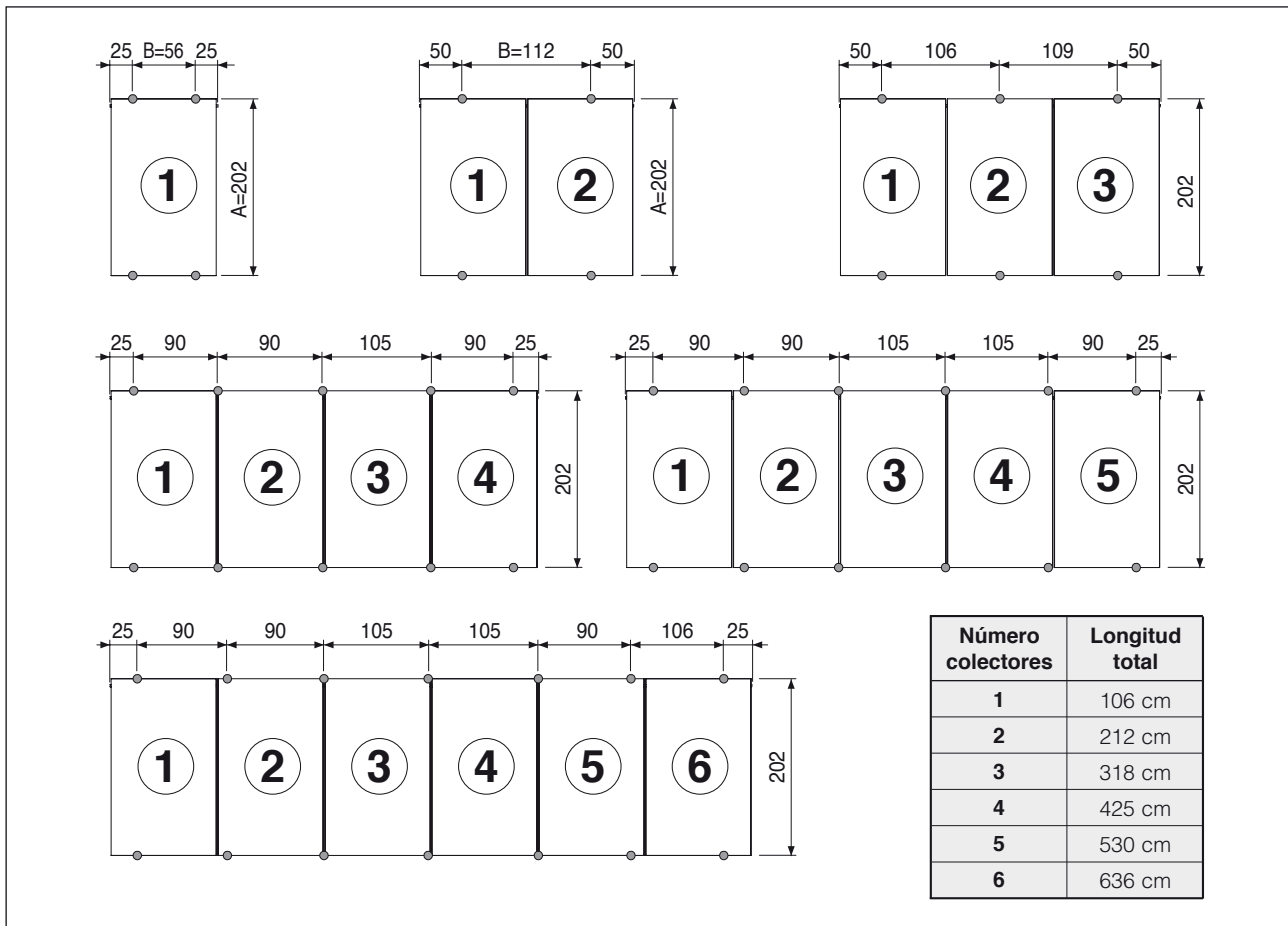 25 B=56 25
A=202
1
50 B=112 50
A=202
1 2
50 106 109 50
202
1 2 3
25 90 90 105 90 25
202
1 2 3 4
25 90 90 105 105 90 25
202
1 2 3 4 5
25 90 90 105 105 90 106 25
202
1 2 3 4 5 6
Número colectores Longitud total
1 106 cm
2 212 cm
3 318 cm
4 425 cm
5 530 cm
6 636 cm